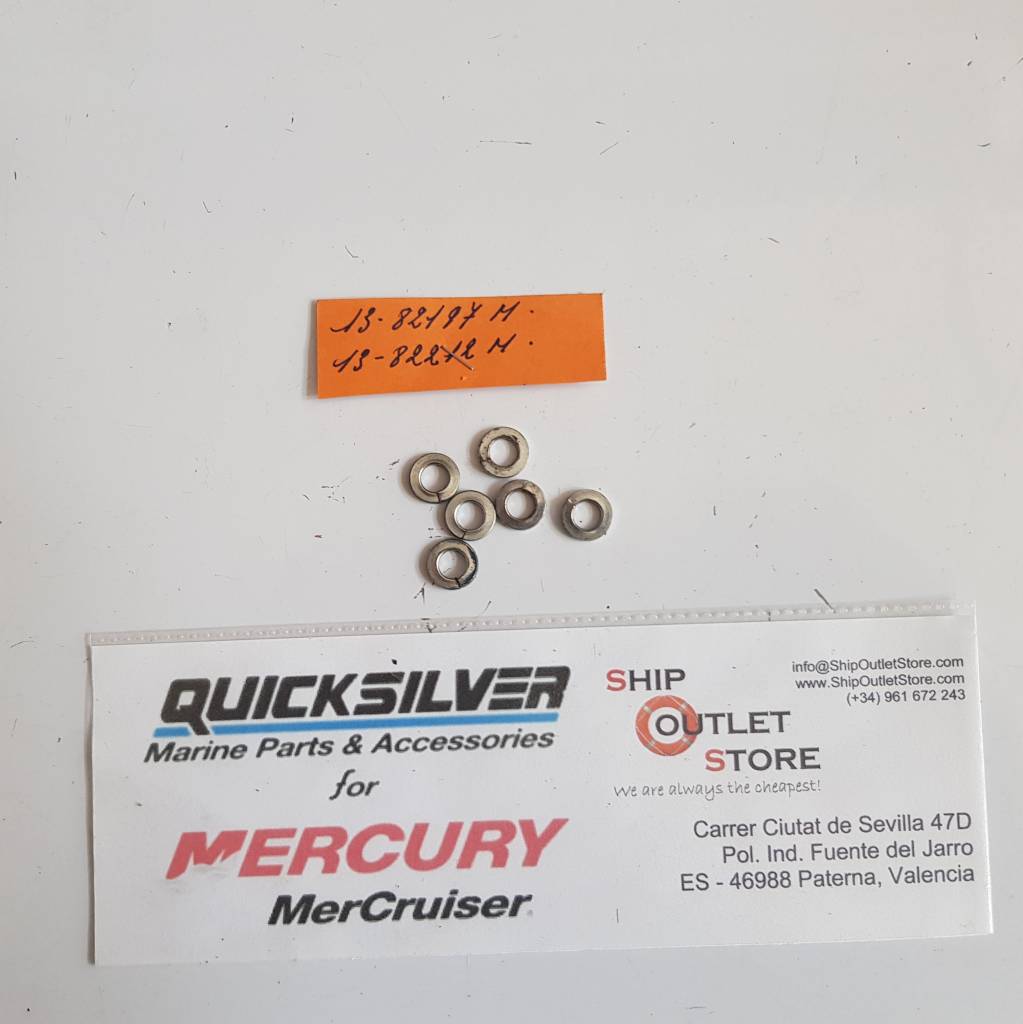 13-82197 M.
13-82212 M.
QUICKSILVER
Marine Parts & Accessories
for
MERCURY
MerCruiser
SHIP
OUTLET
STORE
We are always the cheapest!
info@ShipOutletStore.com
www.ShipOutletStore.com
(+34) 961 672 243
Carrer Ciutat de Sevilla 47D
Pol. Ind. Fuente del Jarro
ES - 46988 Paterna, Valencia